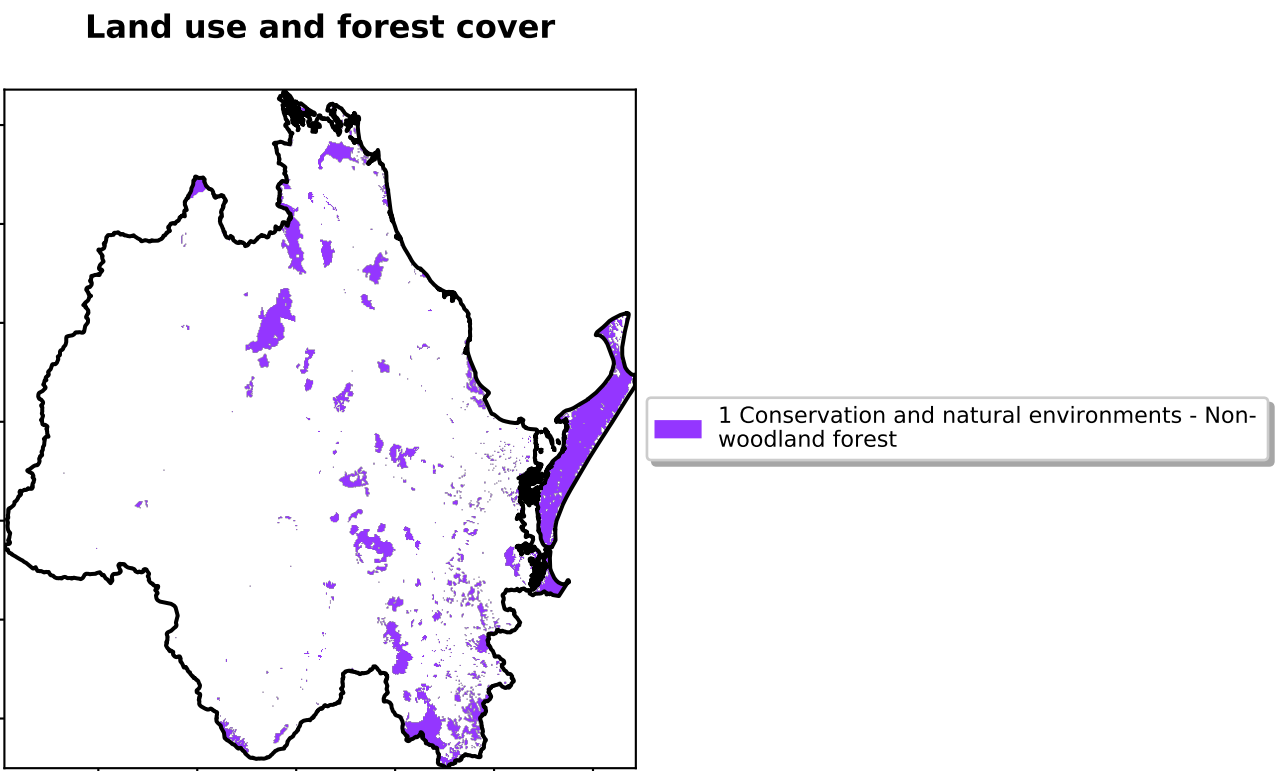 Land use and forest cover
1 Conservation and natural environments - Non-
woodland forest